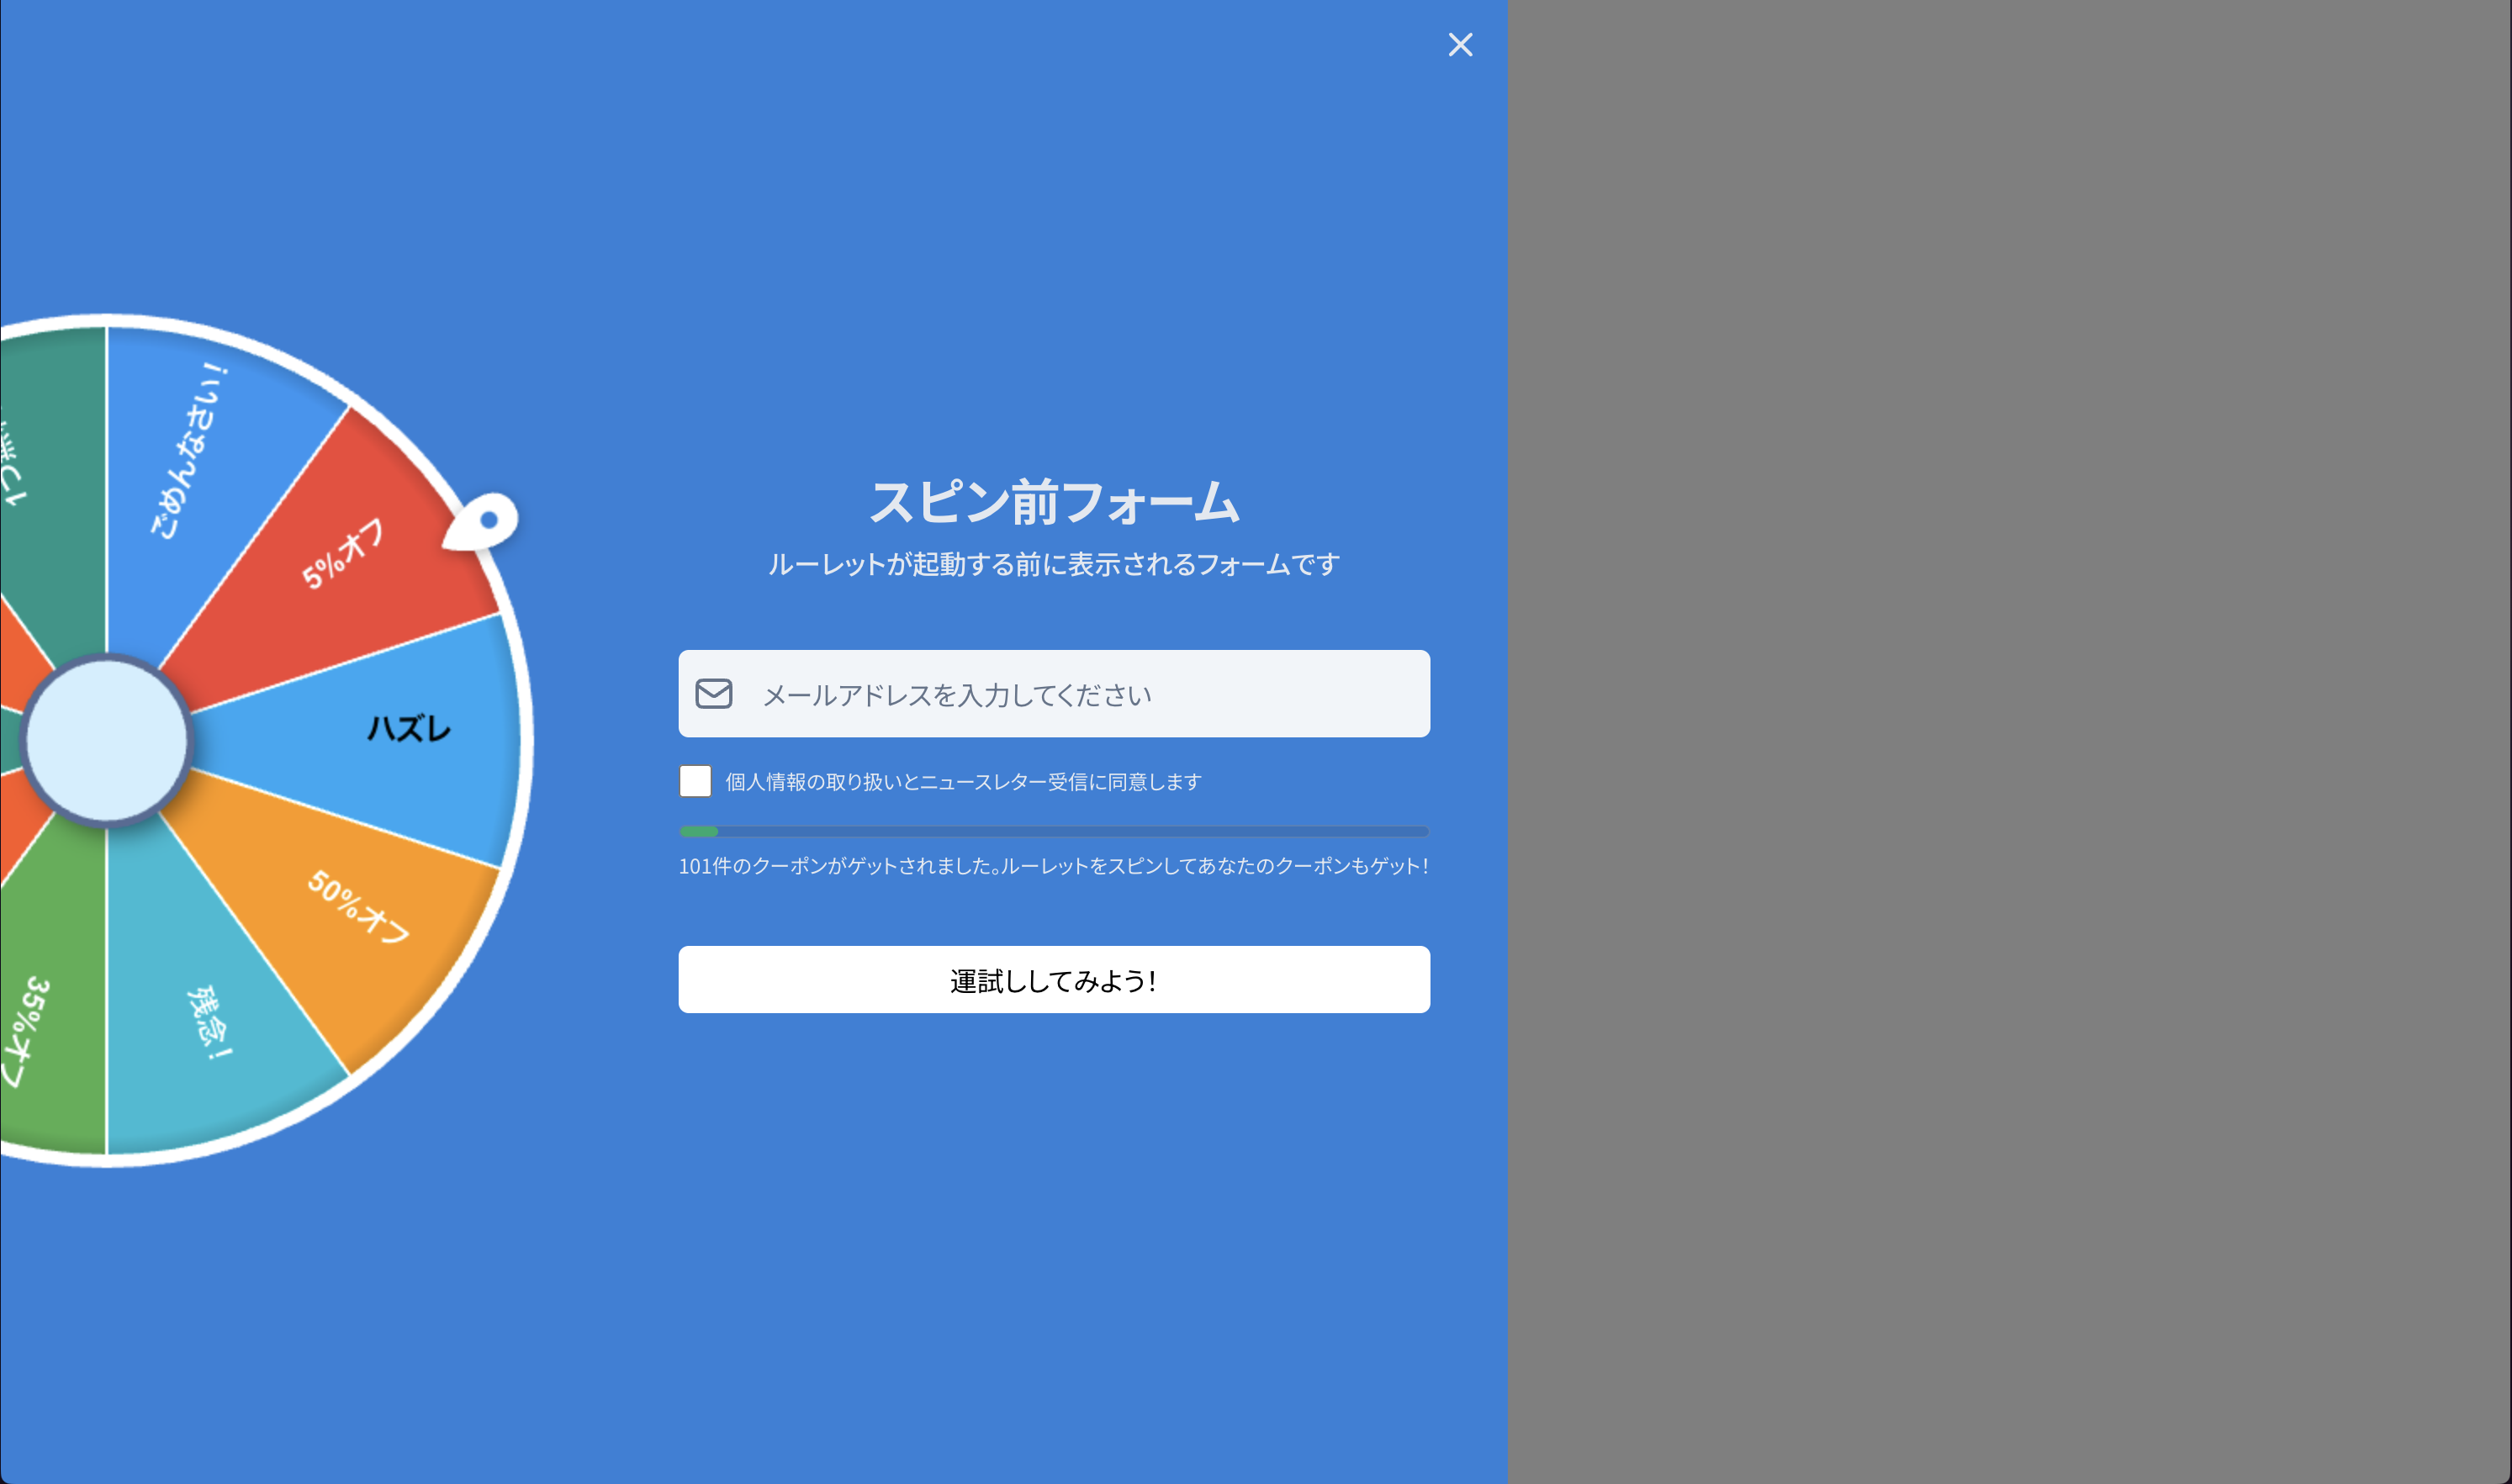 ごめんなさい!
5%オフ
ハズレ
50%オフ
残念!
35%オフ
スピン前フォーム
ルーレットが起動する前に表示されるフォームです
メールアドレスを入力してください
個人情報の取り扱いとニュースレター受信に同意します
101件のクーポンがゲットされました。ルーレットをスピンしてあなたのクーポンもゲット!
運試ししてみよう!